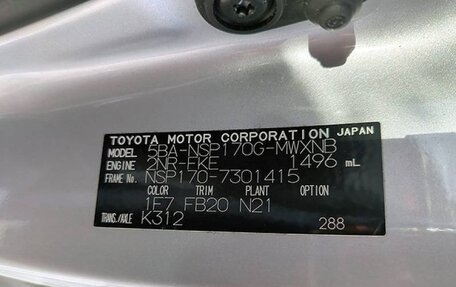 TOYOTA MOTOR CORPORATION JAPAN
MODEL 5BA-NSP170G-MWXNB
ENGINE 2NR-FKE 1496 mL
FRAME No. NSP170-7301415
COLOR TRIM PLANT OPTION
1F7 FB20 N21
TRANS./AXLE K312
288